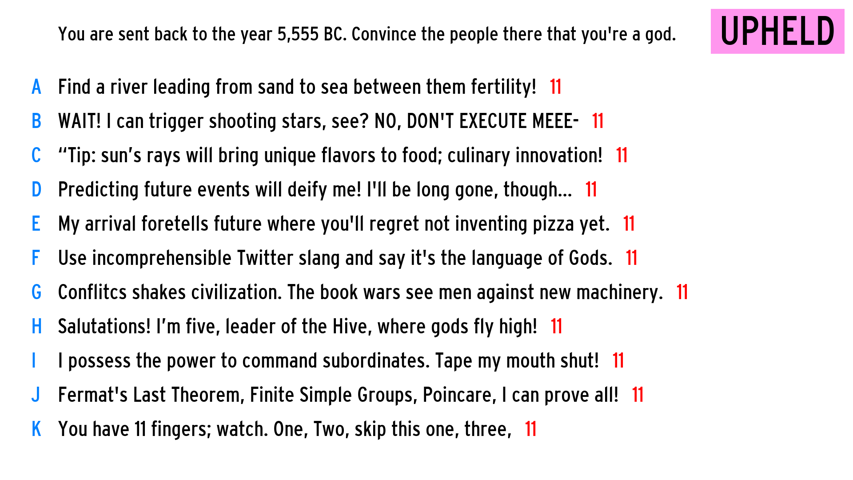 You are sent back to the year 5,555 BC. Convince the people there that you're a god.
UPHELD
A Find a river leading from sand to sea between them fertility! 11
B WAIT! I can trigger shooting stars, see? NO, DON'T EXECUTE MEEE- 11
C “Tip: sun’s rays will bring unique flavors to food; culinary innovation! 11
D Predicting future events will deify me! I'll be long gone, though... 11
E My arrival foretells future where you'll regret not inventing pizza yet. 11
F Use incomprehensible Twitter slang and say it's the language of Gods. 11
G Conflitcs shakes civilization. The book wars see men against new machinery. 11
H Salutations! I’m five, leader of the Hive, where gods fly high! 11
I I possess the power to command subordinates. Tape my mouth shut! 11
J Fermat's Last Theorem, Finite Simple Groups, Poincare, I can prove all! 11
K You have 11 fingers; watch. One, Two, skip this one, three, 11